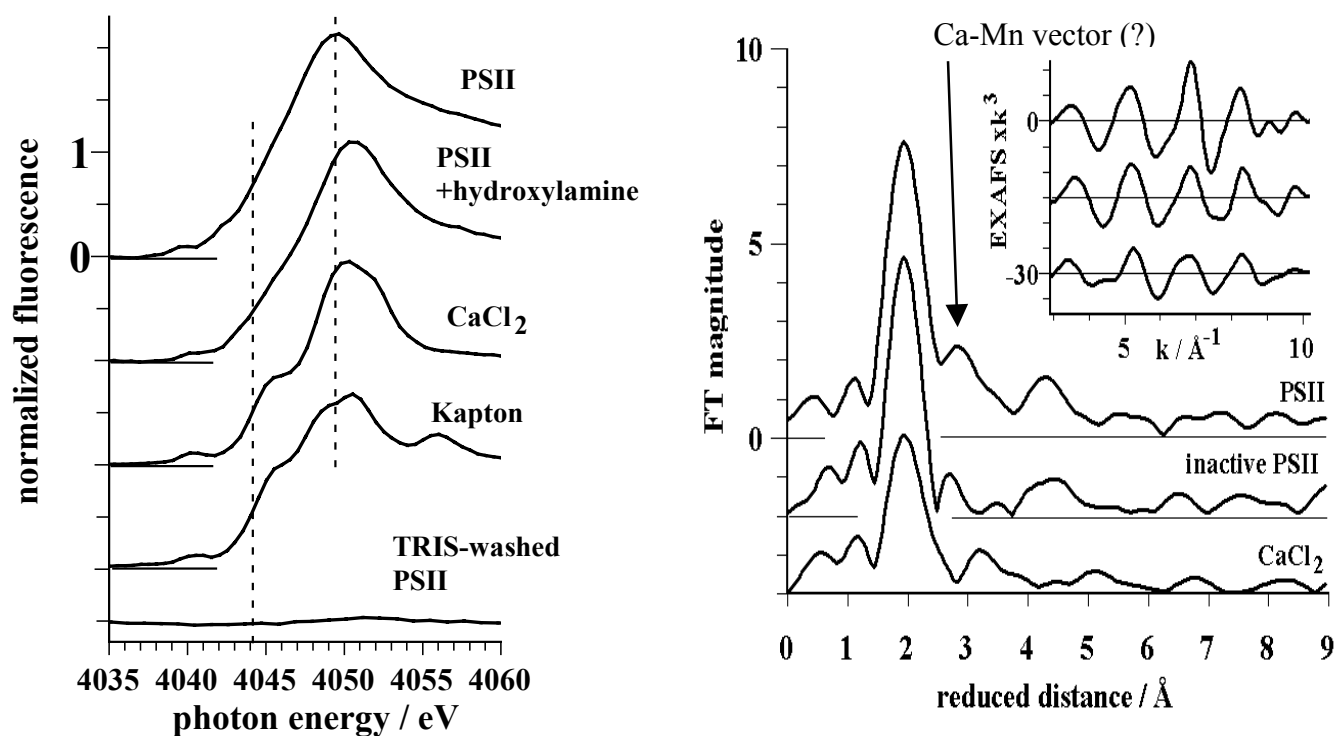 normalized fluorescence
1
0
PSII
PSII
+hydroxylamine
CaCl2
Kapton
TRIS-washed
PSII
4035 4040 4045 4050 4055 4060
photon energy / eV
Ca-Mn vector (?)
FT magnitude
10
5
0
EXAFS xk3
0
-30
5 10
k / Å-1
PSII
inactive PSII
CaCl2
0 1 2 3 4 5 6 7 8 9
reduced distance / Å